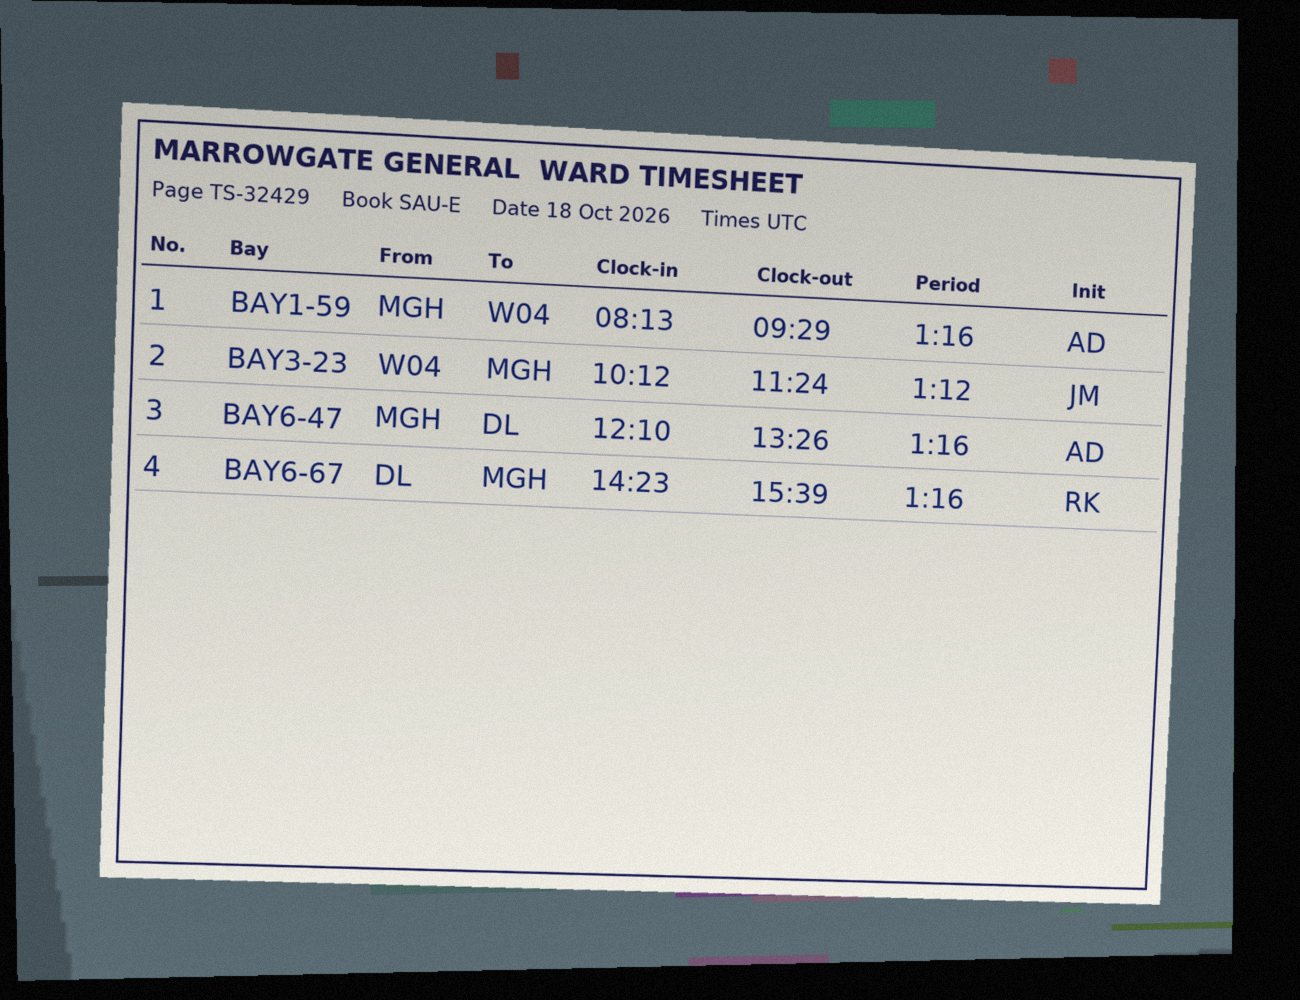 MARROWGATE GENERAL WARD TIMESHEET
Page TS-32429 Book SAU-E Date 18 Oct 2026 Times UTC
No. Bay From To Clock-in Clock-out Period Init
1 BAY1-59 MGH W04 08:13 09:29 1:16 AD
2 BAY3-23 W04 MGH 10:12 11:24 1:12 JM
3 BAY6-47 MGH DL 12:10 13:26 1:16 AD
4 BAY6-67 DL MGH 14:23 15:39 1:16 RK